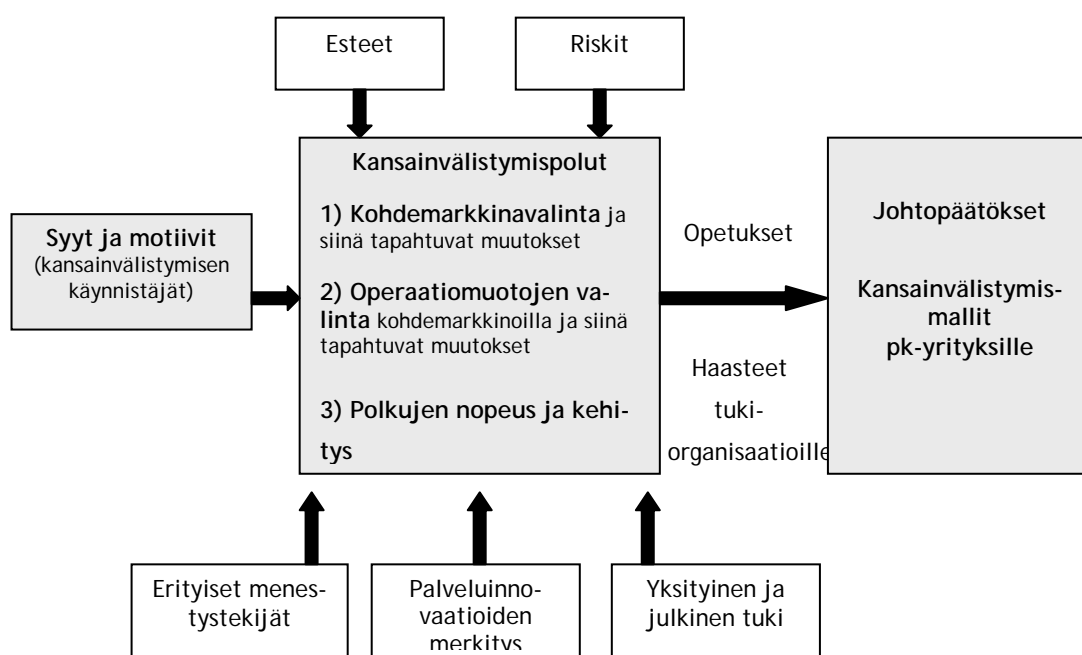 Esteet
Riskit
Syyt ja motiivit
(kansainvälistymisen
käynnistäjät)
Kansainvälistymispolut
1) Kohdemarkkinavalinta ja
siinä tapahtuvat muutokset
2) Operaatiomuotojen va-
linta kohdemarkkinoilla ja siinä
tapahtuvat muutokset
3) Polkujen nopeus ja kehi-
tys
Opetukset
Haasteet
tuki-
organisaatioille
Johtopäätökset
Kansainvälistymis-
mallit
pk-yrityksille
Erityiset menes-
tystekijät
Palveluinno-
vaatioiden
merkitys
Yksityinen ja
julkinen tuki